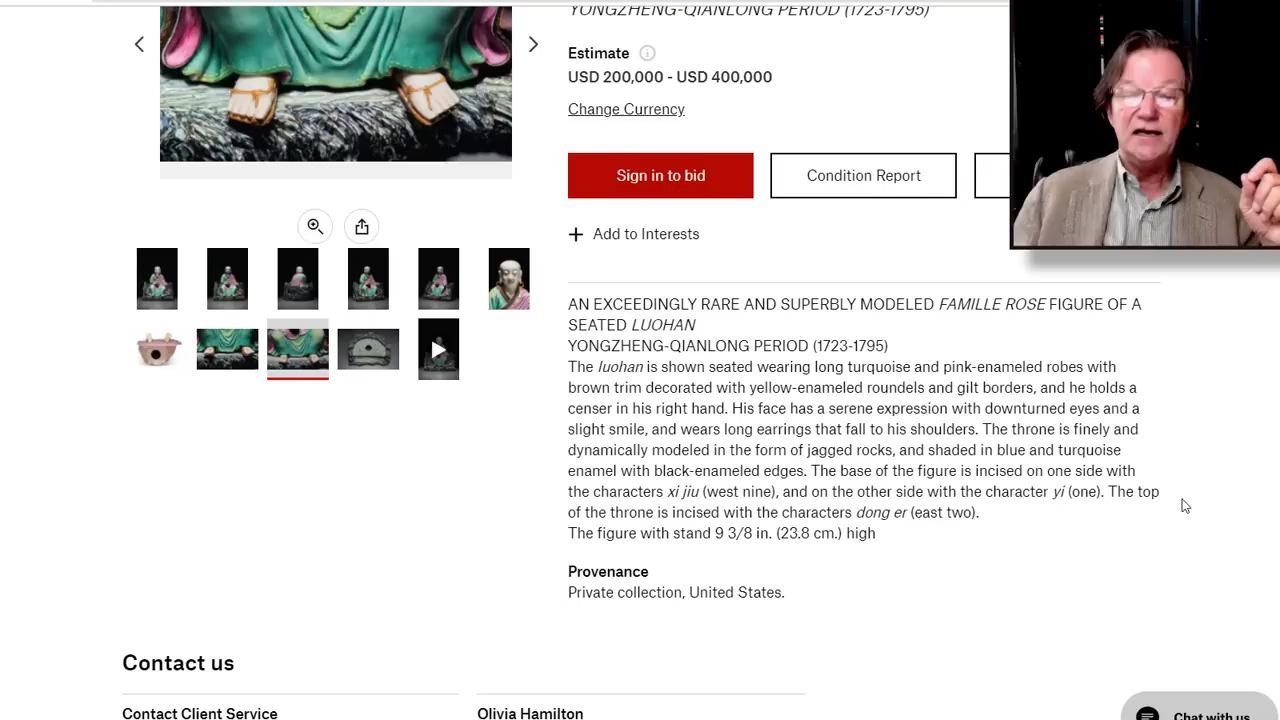 YONGZHENG-QIANLONG PERIOD (1723-1795)
Estimate
USD 200,000 - USD 400,000
Change Currency
Sign in to bid
Condition Report
Add to Interests
AN EXCEEDINGLY RARE AND SUPERBLY MODELED FAMILLE ROSE FIGURE OF A
SEATED LUOHAN
YONGZHENG-QIANLONG PERIOD (1723-1795)
The luohan is shown seated wearing long turquoise and pink-enameled robes with
brown trim decorated with yellow-enameled roundels and gilt borders, and he holds a
censer in his right hand. His face has a serene expression with downturned eyes and a
slight smile, and wears long earrings that fall to his shoulders. The throne is finely and
dynamically modeled in the form of jagged rocks, and shaded in blue and turquoise
enamel with black-enameled edges. The base of the figure is incised on one side with
the characters xi jiu (west nine), and on the other side with the character yi (one). The top
of the throne is incised with the characters dong er (east two).
The figure with stand 9 3/8 in. (23.8 cm.) high
Provenance
Private collection, United States.
Contact us
Contact Client Service
Olivia Hamilton
Chat with us